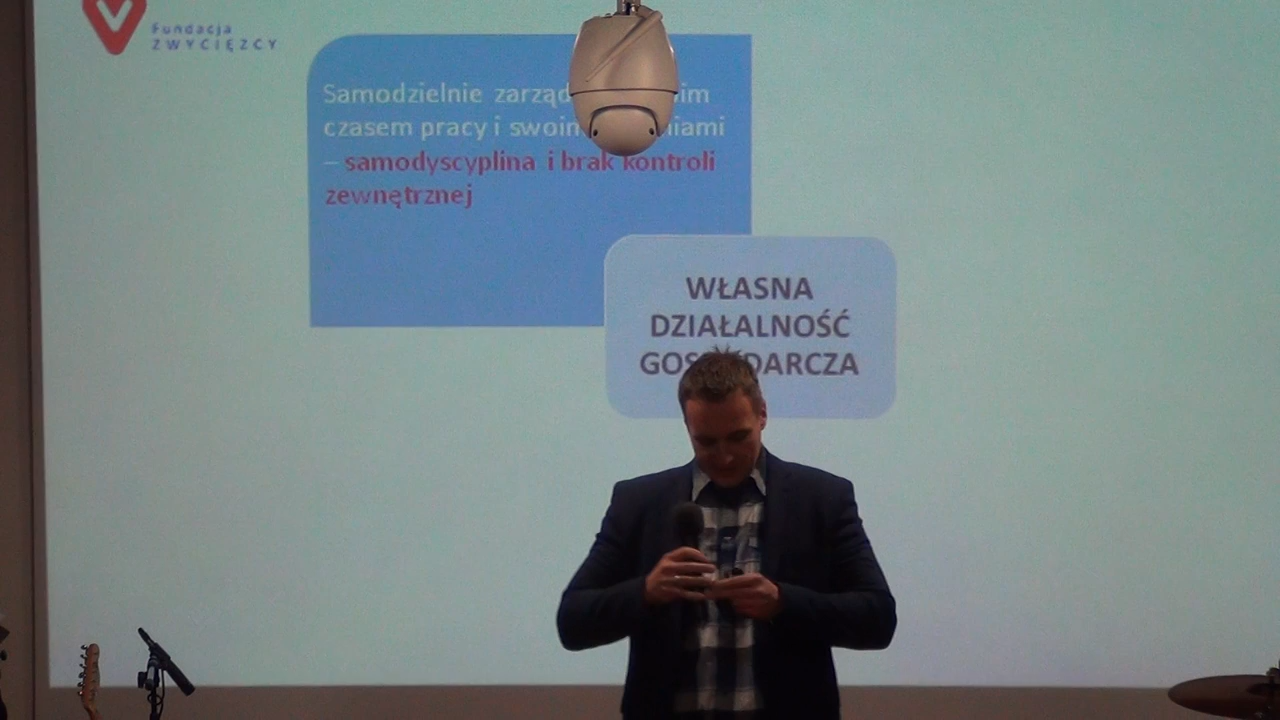 Fundacja
ZWYCIĘZCY
Samodzielnie
czasem pracy i
– samodyscyplina i brak kontroli
zewnętrznej
WŁASNA
DZIAŁALNOŚĆ